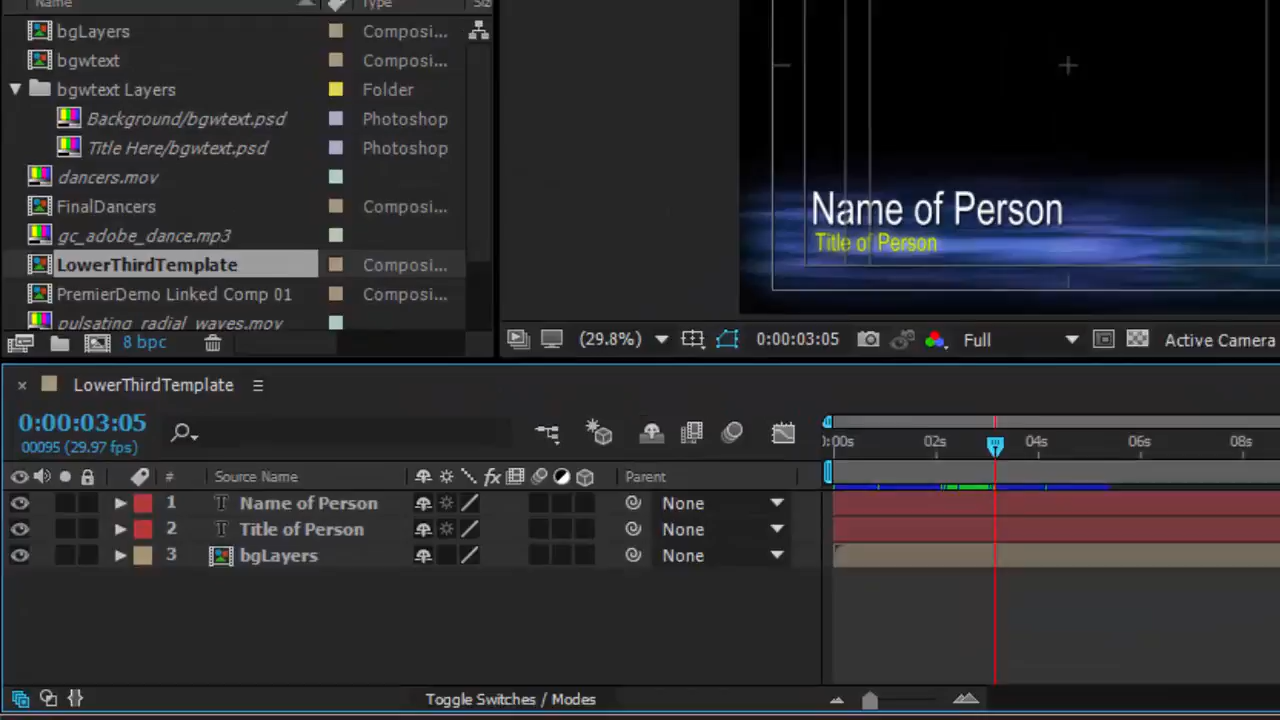 Name
Type
Siz
bgLayers Composi...
bgwtext Composi...
bgwtext Layers Folder
Background/bgwtext.psd Photoshop
Title Here/bgwtext.psd Photoshop
dancers.mov
FinalDancers Composi...
gc_adobe_dance.mp3
LowerThirdTemplate Composi...
PremierDemo Linked Comp 01 Composi...
pulsating_radial_waves.mov
8 bpc
Name of Person
Title of Person
(29.8%) 0:00:03:05 Full Active Camera
LowerThirdTemplate
0:00:03:05
00095 (29.97 fps)
:00s 02s 04s 06s 08s
# Source Name fx Parent
1 T Name of Person None
2 T Title of Person None
3 bgLayers None
Toggle Switches / Modes